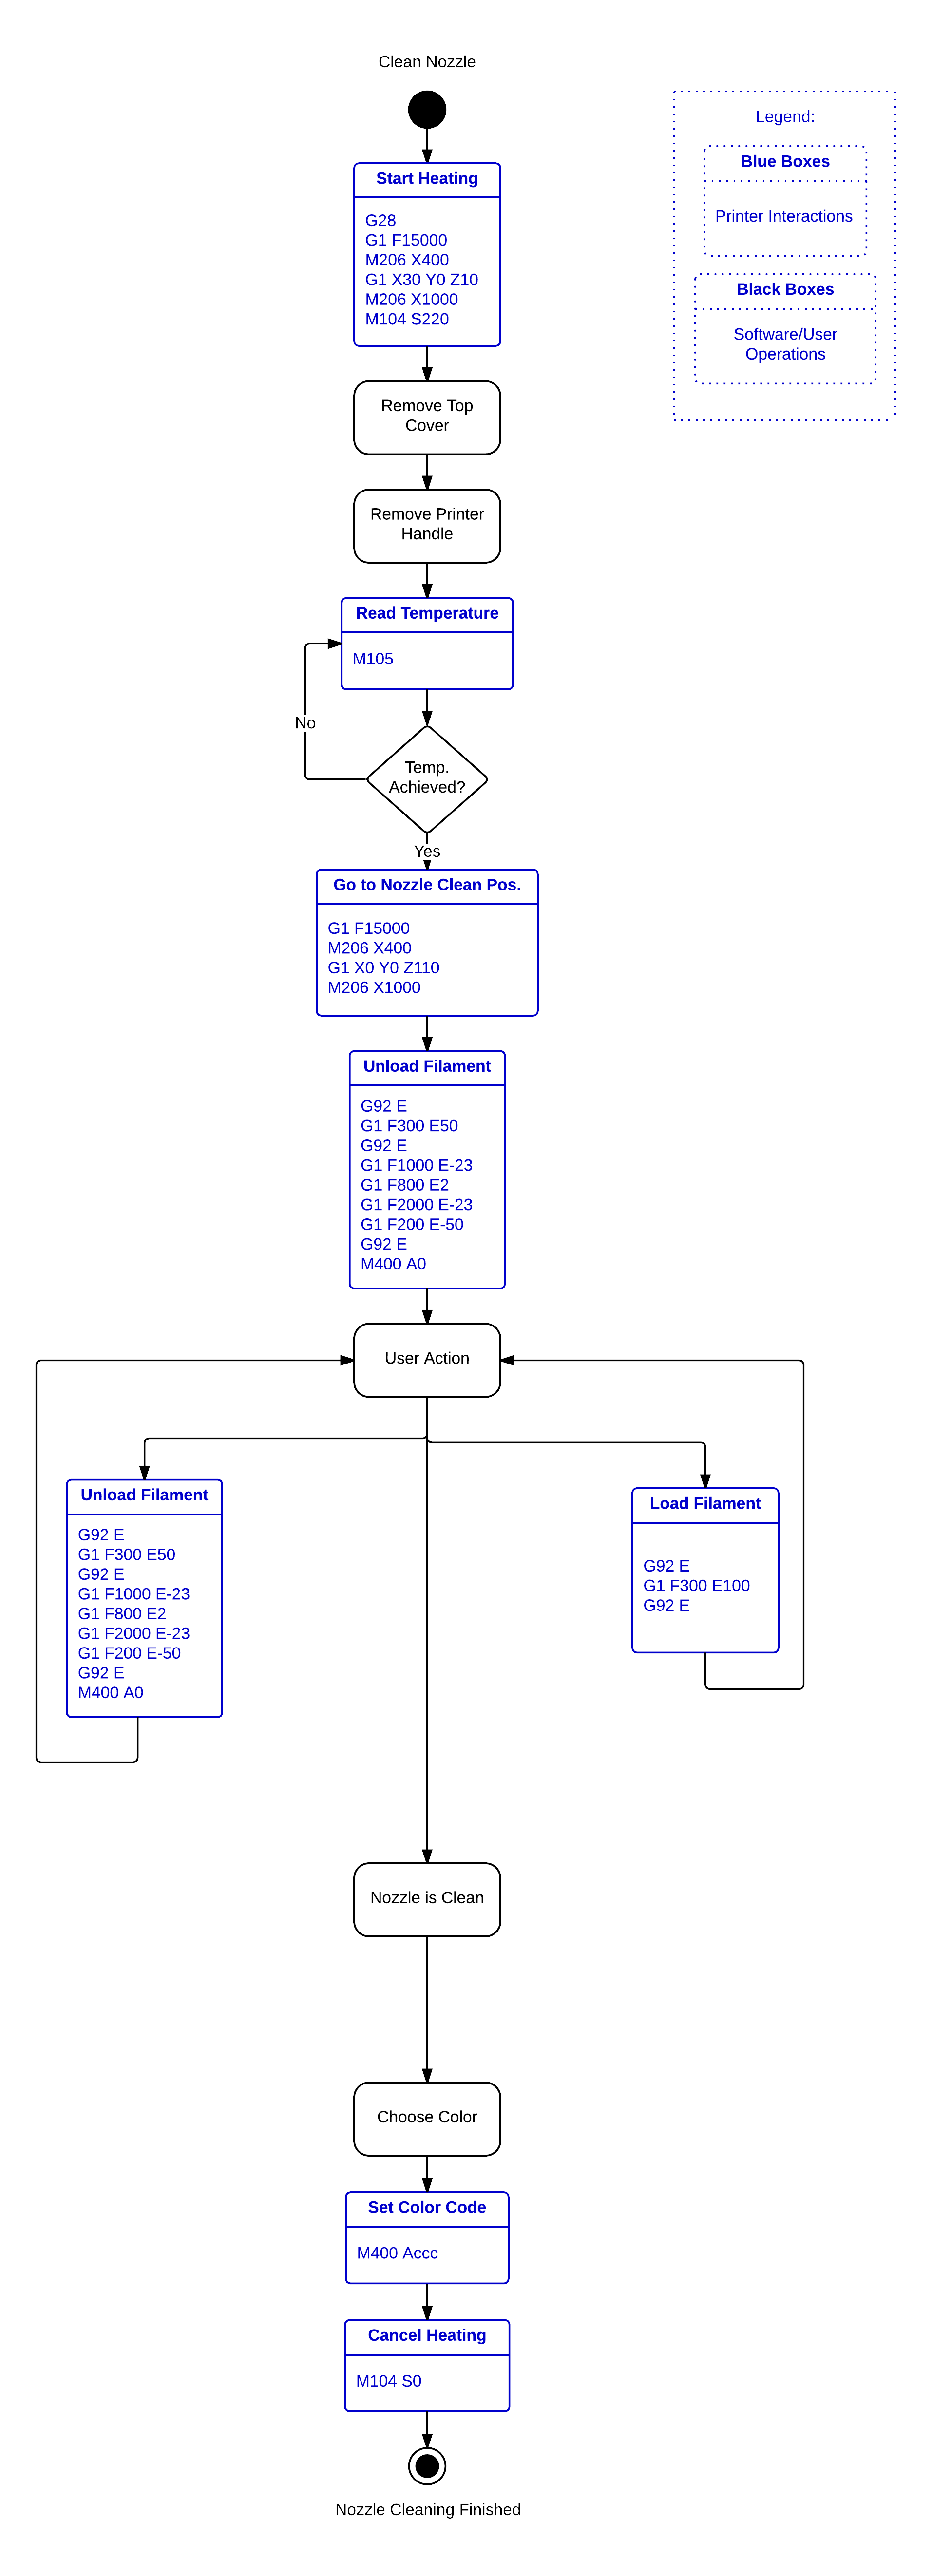 Clean Nozzle
Legend:
Blue Boxes
Printer Interactions
Black Boxes
Software/User
Operations
Start Heating
G28
G1 F15000
M206 X400
G1 X30 Y0 Z10
M206 X1000
M104 S220
Remove Top
Cover
Remove Printer
Handle
Read Temperature
M105
No
Temp.
Achieved?
Yes
Go to Nozzle Clean Pos.
G1 F15000
M206 X400
G1 X0 Y0 Z110
M206 X1000
Unload Filament
G92 E
G1 F300 E50
G92 E
G1 F1000 E-23
G1 F800 E2
G1 F2000 E-23
G1 F200 E-50
G92 E
M400 A0
User Action
Unload Filament
G92 E
G1 F300 E50
G92 E
G1 F1000 E-23
G1 F800 E2
G1 F2000 E-23
G1 F200 E-50
G92 E
M400 A0
Load Filament
G92 E
G1 F300 E100
G92 E
Nozzle is Clean
Choose Color
Set Color Code
M400 Accc
Cancel Heating
M104 S0
Nozzle Cleaning Finished